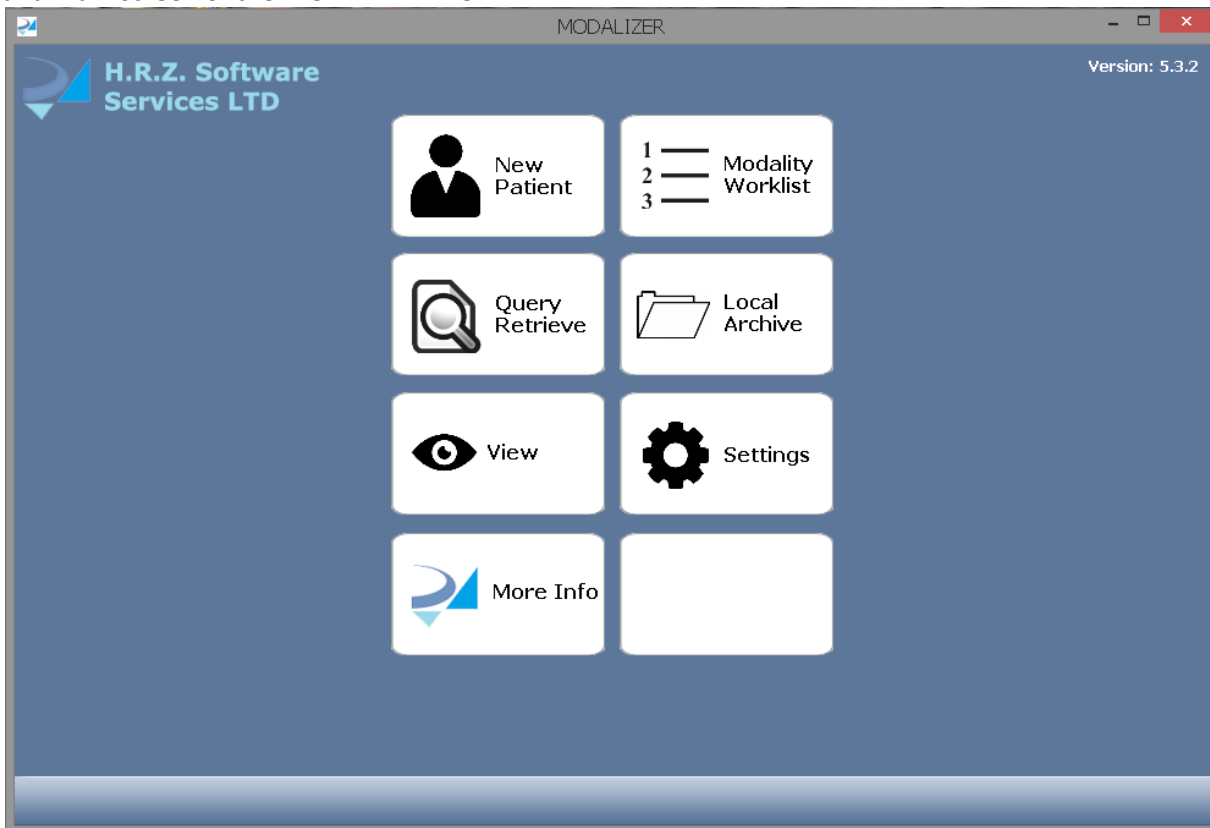 MODALIZER
H.R.Z. Software
Services LTD
Version: 5.3.2
New
Patient
1
2
3
Modality
Worklist
Query
Retrieve
Local
Archive
View
Settings
More Info